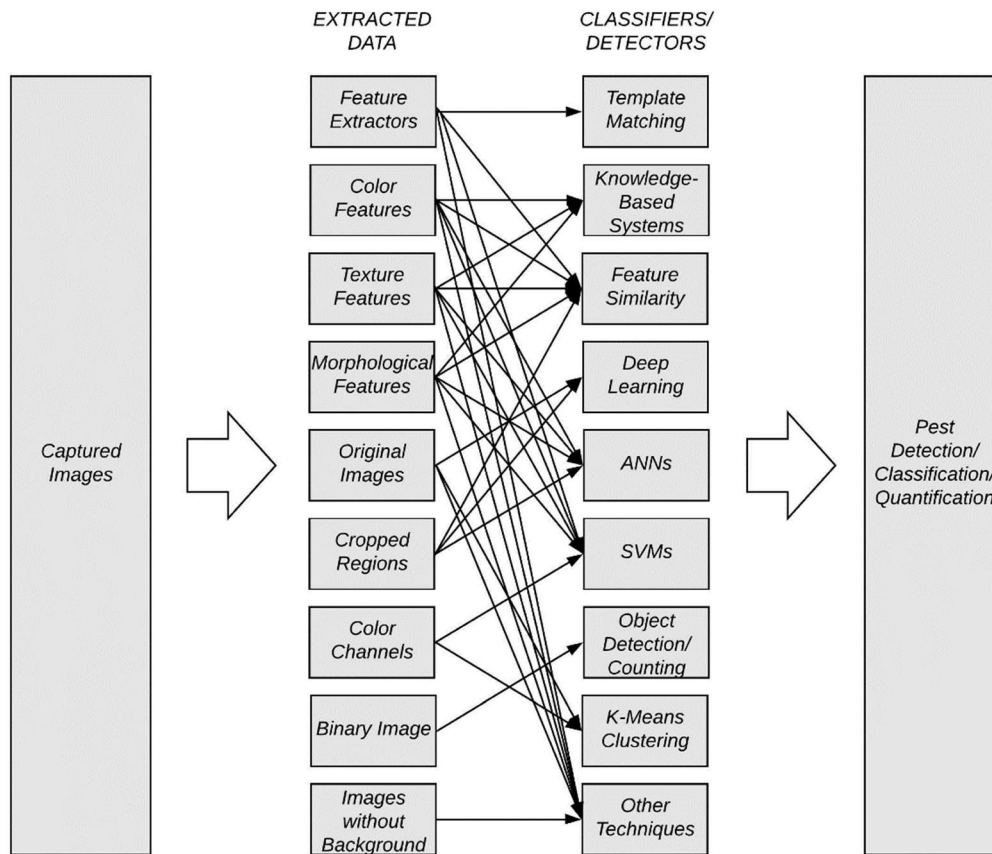 EXTRACTED
DATA
CLASSIFIERS/
DETECTORS
Captured
Images
Feature
Extractors
Color
Features
Texture
Features
Morphological
Features
Original
Images
Cropped
Regions
Color
Channels
Binary Image
Images
without
Background
Template
Matching
Knowledge-
Based
Systems
Feature
Similarity
Deep
Learning
ANNs
SVMs
Object
Detection/
Counting
K-Means
Clustering
Other
Techniques
Pest
Detection/
Classification/
Quantification